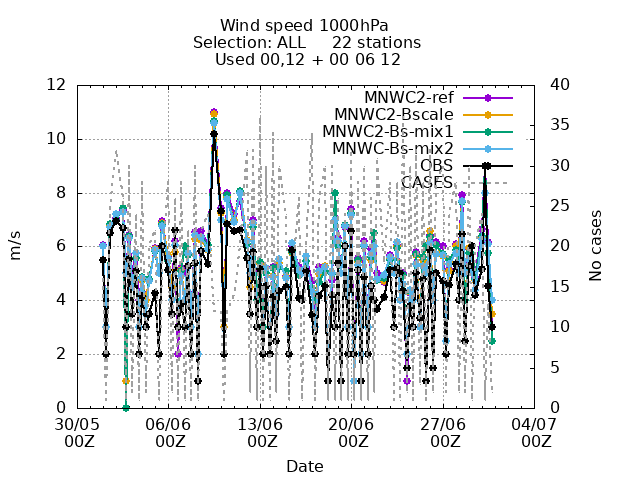 Wind speed 1000hPa
Selection: ALL 22 stations
Used 00,12 + 00 06 12
12 40
MNWC2-ref
MNWC2-Bscale
35
10 MNWC2-Bs-mix1
MNWC-Bs-mix2
OBS 30
CASES
8 25
m/s
6 20
No cases
4 15
10
2
5
0 0
30/05 06/06 13/06 20/06 27/06 04/07
00Z 00Z 00Z 00Z 00Z 00Z
Date